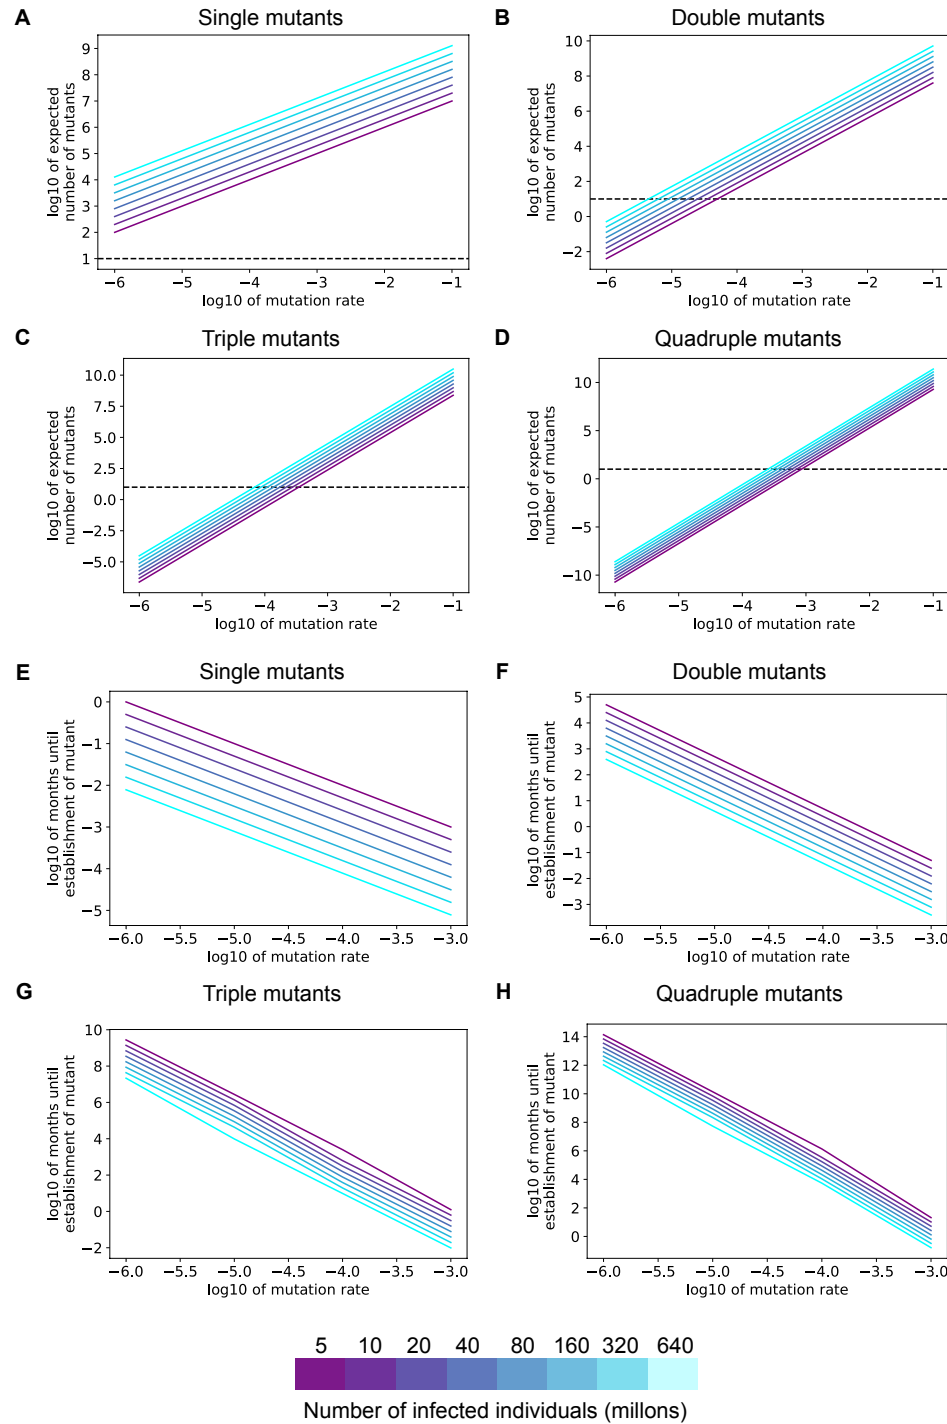 A
Single mutants
9
8
7
6
5
4
3
2
1
−6
−5
−4
−3
−2
−1
log10 of expected
number of mutants
log10 of mutation rate
B
Double mutants
10
8
6
4
2
0
−2
−6
−5
−4
−3
−2
−1
log10 of expected
number of mutants
log10 of mutation rate
C
Triple mutants
10.0
7.5
5.0
2.5
0.0
−2.5
−5.0
−6
−5
−4
−3
−2
−1
log10 of expected
number of mutants
log10 of mutation rate
D
Quadruple mutants
10
5
0
−5
−10
−6
−5
−4
−3
−2
−1
log10 of expected
number of mutants
log10 of mutation rate
E
Single mutants
0
−1
−2
−3
−4
−5
−6.0
−5.5
−5.0
−4.5
−4.0
−3.5
−3.0
log10 of months until
establishment of mutant
log10 of mutation rate
F
Double mutants
5
4
3
2
1
0
−1
−2
−3
−6.0
−5.5
−5.0
−4.5
−4.0
−3.5
−3.0
log10 of months until
establishment of mutant
log10 of mutation rate
G
Triple mutants
10
8
6
4
2
0
−2
−6.0
−5.5
−5.0
−4.5
−4.0
−3.5
−3.0
log10 of months until
establishment of mutant
log10 of mutation rate
H
Quadruple mutants
14
12
10
8
6
4
2
0
−6.0
−5.5
−5.0
−4.5
−4.0
−3.5
−3.0
log10 of months until
establishment of mutant
log10 of mutation rate
5 10 20 40 80 160 320 640
Number of infected individuals (millons)